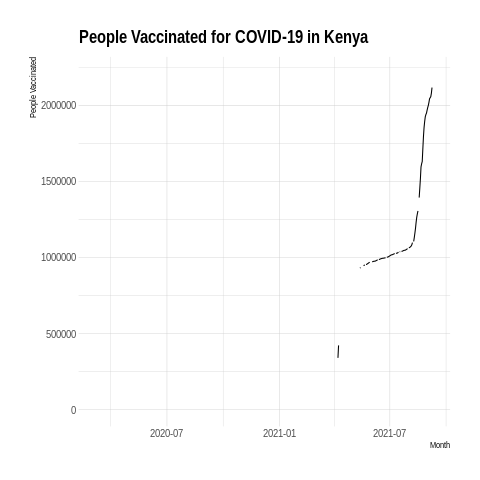 People Vaccinated for COVID-19 in Kenya
People Vaccinated
2000000
1500000
1000000
500000
0
2020-07
2021-01
2021-07
Month